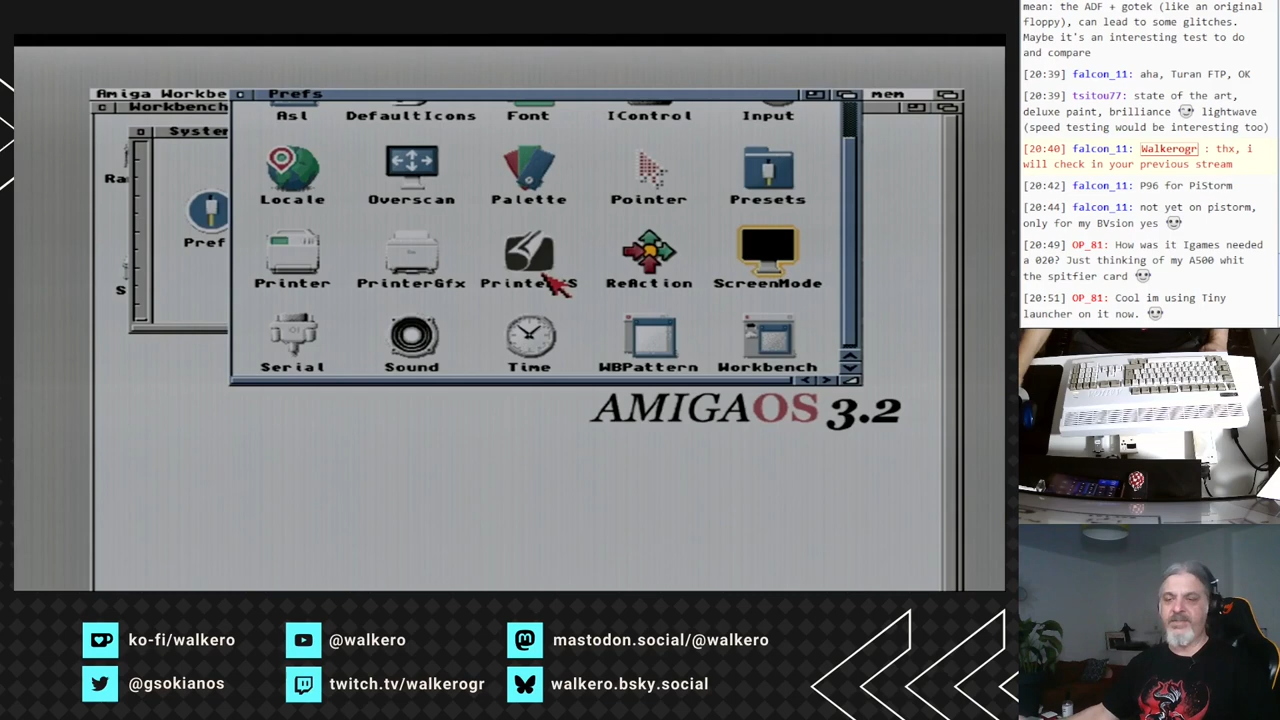 Amiga Workbe
mem
Workbench
System
Ra
Pref
S
Prefs
Asl DefaultIcons Font IControl Input
Locale Overscan Palette Pointer Presets
Printer PrinterGfx ReAction ScreenMode
Serial Sound Time WBPattern Workbench
AMIGAOS 3.2
mean: the ADF + gotek (like an original
floppy), can lead to some glitches.
Maybe it's an interesting test to do
and compare
[20:39] falcon_11: aha, Turan FTP, OK
[20:39] tsitou77: state of the art,
deluxe paint, brilliance lightwave
(speed testing would be interesting too)
[20:40] falcon_11: Walkerogr : thx, i
will check in your previous stream
[20:42] falcon_11: P96 for PiStorm
[20:44] falcon_11: not yet on pistorm,
only for my BVsion yes
[20:49] OP_81: How was it Igames needed
a 020? Just thinking of my A500 whit
the spitfier card
[20:51] OP_81: Cool im using Tiny
launcher on it now.
ko-fi/walkero
@walkero
mastodon.social/@walkero
@gsokianos
twitch.tv/walkerogr
walkero.bsky.social